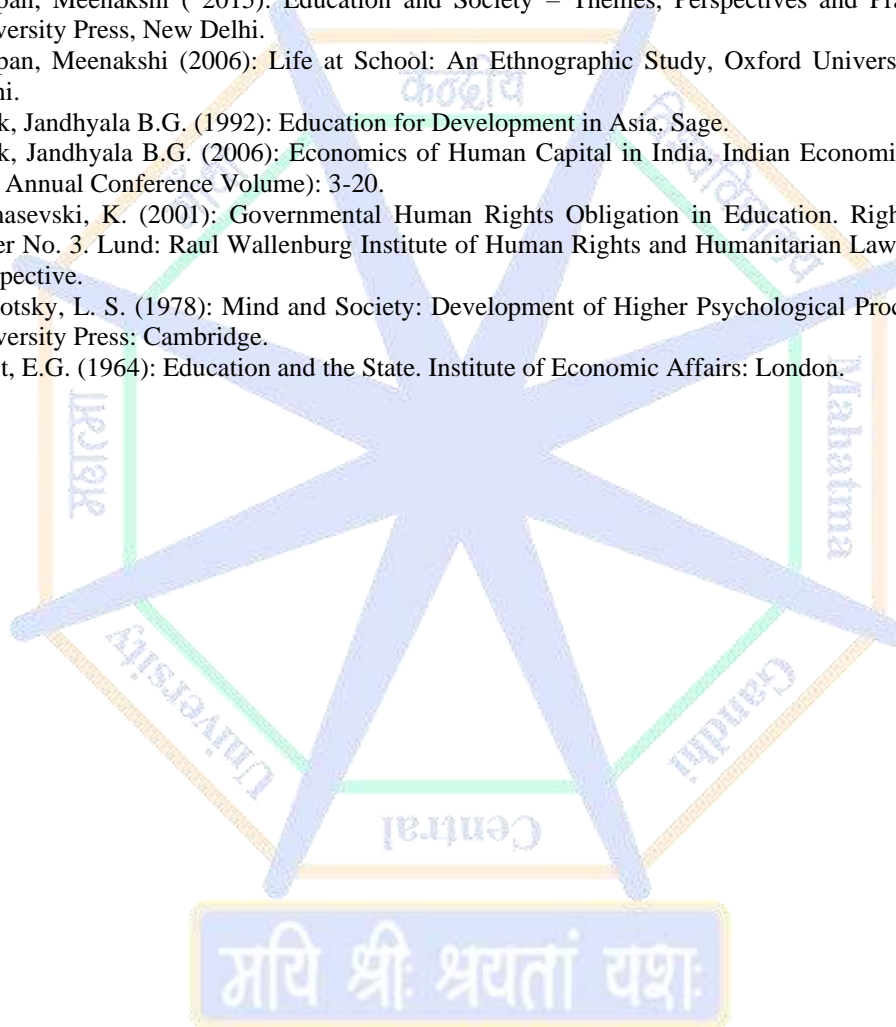 pan, Meenakshi ( 2015): Education and Society – Themes, Perspectives and Pra
versity Press, New Delhi.
pan, Meenakshi (2006): Life at School: An Ethnographic Study, Oxford Univers
ni.
k, Jandhyala B.G. (1992): Education for Development in Asia. Sage.
k, Jandhyala B.G. (2006): Economics of Human Capital in India, Indian Economi
Annual Conference Volume): 3-20.
nasevski, K. (2001): Governmental Human Rights Obligation in Education. Righ
er No. 3. Lund: Raul Wallenburg Institute of Human Rights and Humanitarian Law
pective.
otsky, L. S. (1978): Mind and Society: Development of Higher Psychological Proc
versity Press: Cambridge.
t, E.G. (1964): Education and the State. Institute of Economic Affairs: London.
केन्द्रीय
विश्वविद्यालय
Mahatma
Gandhi
Central
University
मयि श्रीः श्रयतां यशः